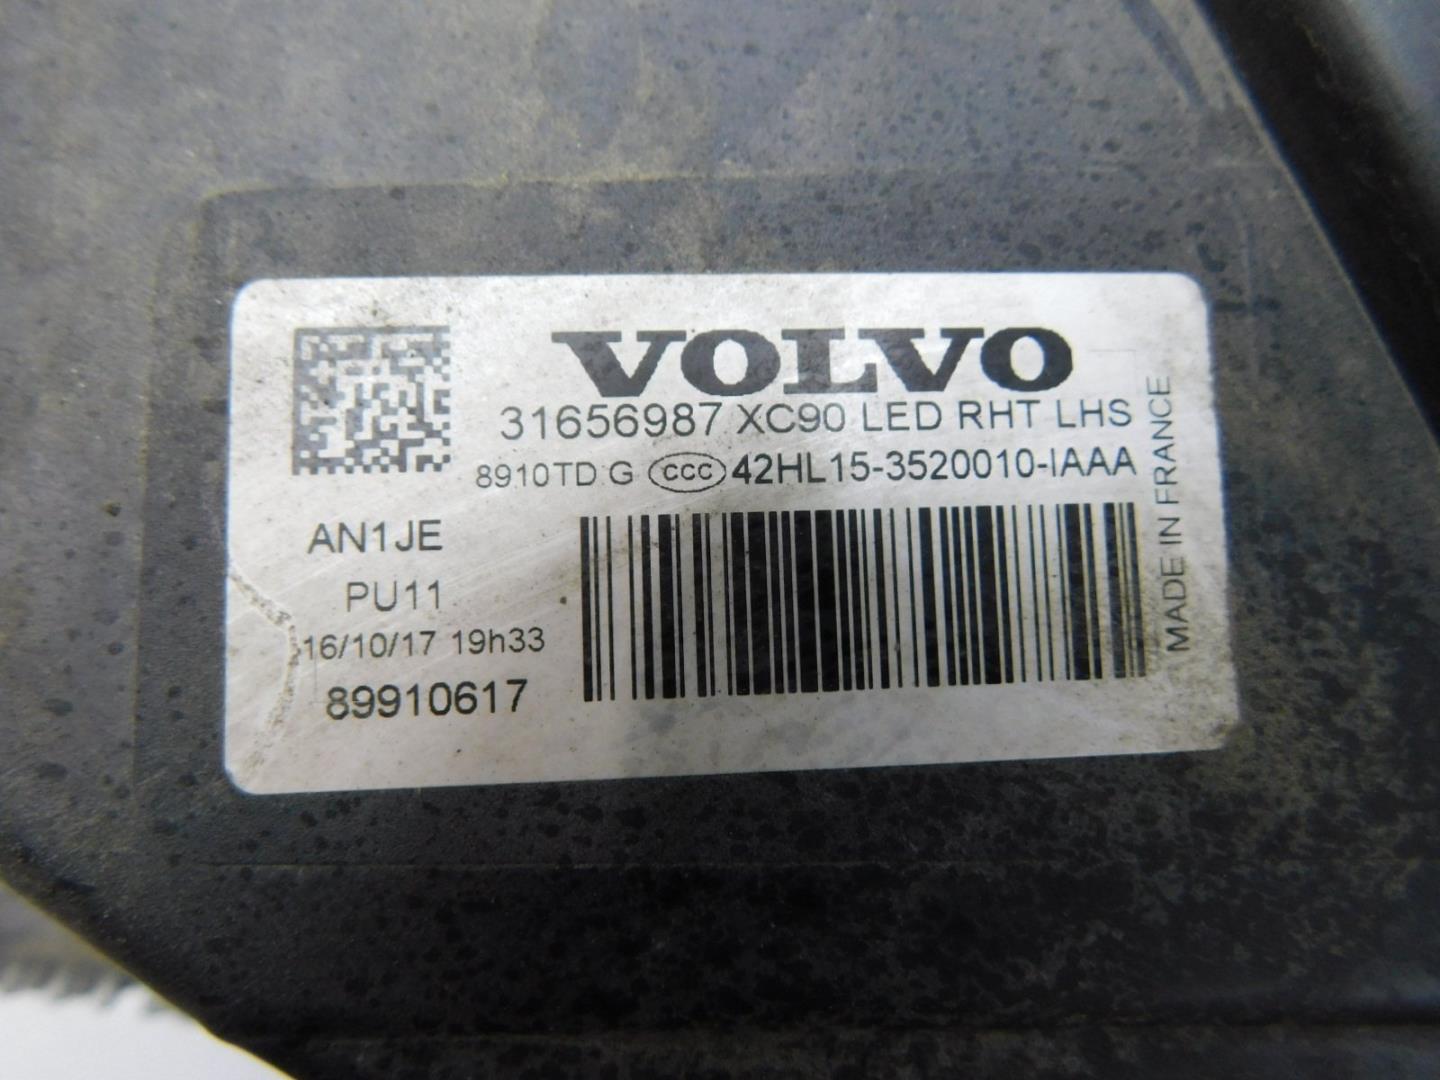 VOLVO
31656987 XC90 LED RHT LHS
8910TD G CCC 42HL15-3520010-IAAA
AN1JE
PU11
16/10/17 19h33
89910617
MADE IN FRANCE